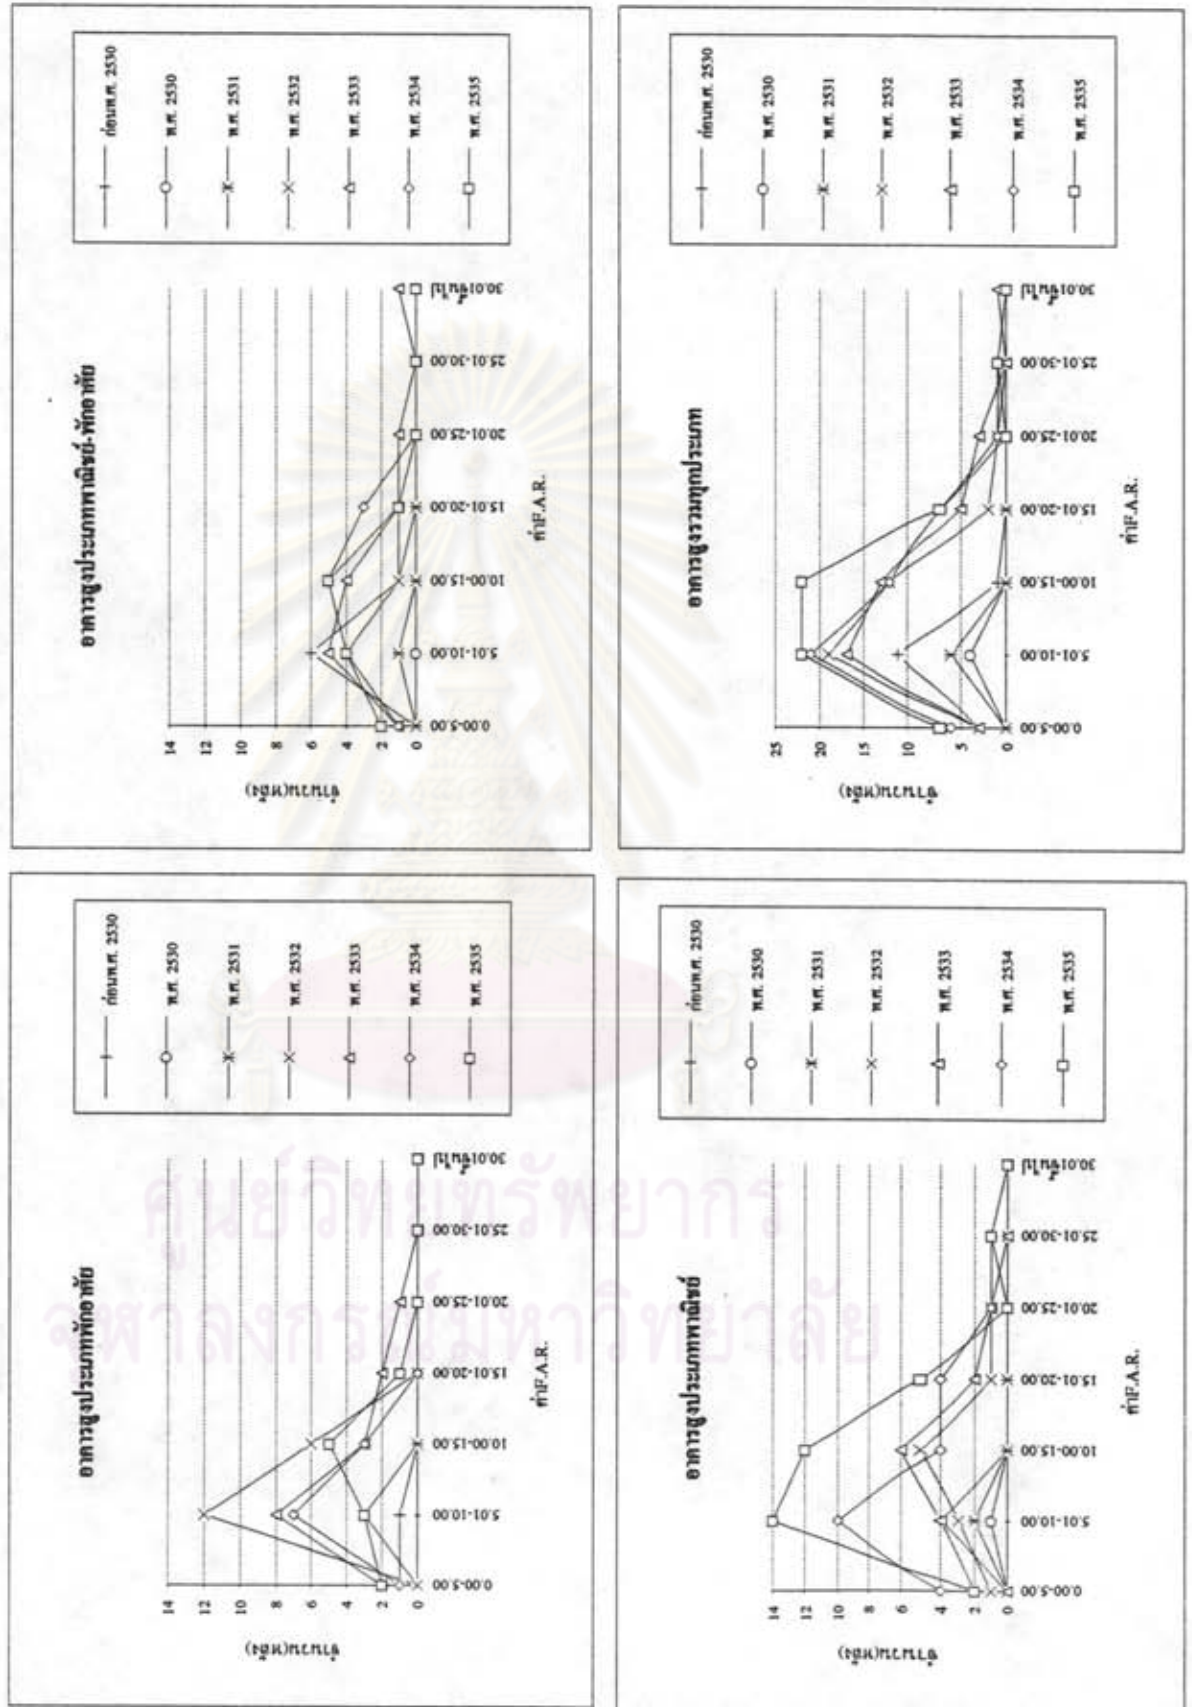 อาคารสูงประเภทพักอาศัย
จำนวน(หลัง)
12
10
8
6
4
2
0
0.00-5.00
5.01-10.00
10.00-15.00
15.01-20.00
20.01-25.00
25.01-30.00
30.01ขึ้นไป
ค่าF.A.R.
ก่อนพ.ศ. 2530
พ.ศ. 2530
พ.ศ. 2531
พ.ศ. 2532
พ.ศ. 2533
พ.ศ. 2534
พ.ศ. 2535
อาคารสูงประเภทพาณิชย์-พักอาศัย
จำนวน(หลัง)
14
12
10
8
6
4
2
0
0.00-5.00
5.01-10.00
10.00-15.00
15.01-20.00
20.01-25.00
25.01-30.00
30.01ขึ้นไป
ค่าF.A.R.
ก่อนพ.ศ. 2530
พ.ศ. 2530
พ.ศ. 2531
พ.ศ. 2532
พ.ศ. 2533
พ.ศ. 2534
พ.ศ. 2535
อาคารสูงประเภทพาณิชย์
จำนวน(หลัง)
14
12
10
8
6
4
2
0
0.00-5.00
5.01-10.00
10.00-15.00
15.01-20.00
20.01-25.00
25.01-30.00
30.01ขึ้นไป
ค่าF.A.R.
ก่อนพ.ศ. 2530
พ.ศ. 2530
พ.ศ. 2531
พ.ศ. 2532
พ.ศ. 2533
พ.ศ. 2534
พ.ศ. 2535
อาคารสูงรวมทุกประเภท
จำนวน(หลัง)
25
20
15
10
5
0
0.00-5.00
5.01-10.00
10.00-15.00
15.01-20.00
20.01-25.00
25.01-30.00
30.01ขึ้นไป
ค่าF.A.R.
ก่อนพ.ศ. 2530
พ.ศ. 2530
พ.ศ. 2531
พ.ศ. 2532
พ.ศ. 2533
พ.ศ. 2534
พ.ศ. 2535
ศูนย์วิทยทรัพยากร
จุฬาลงกรณ์มหาวิทยาลัย